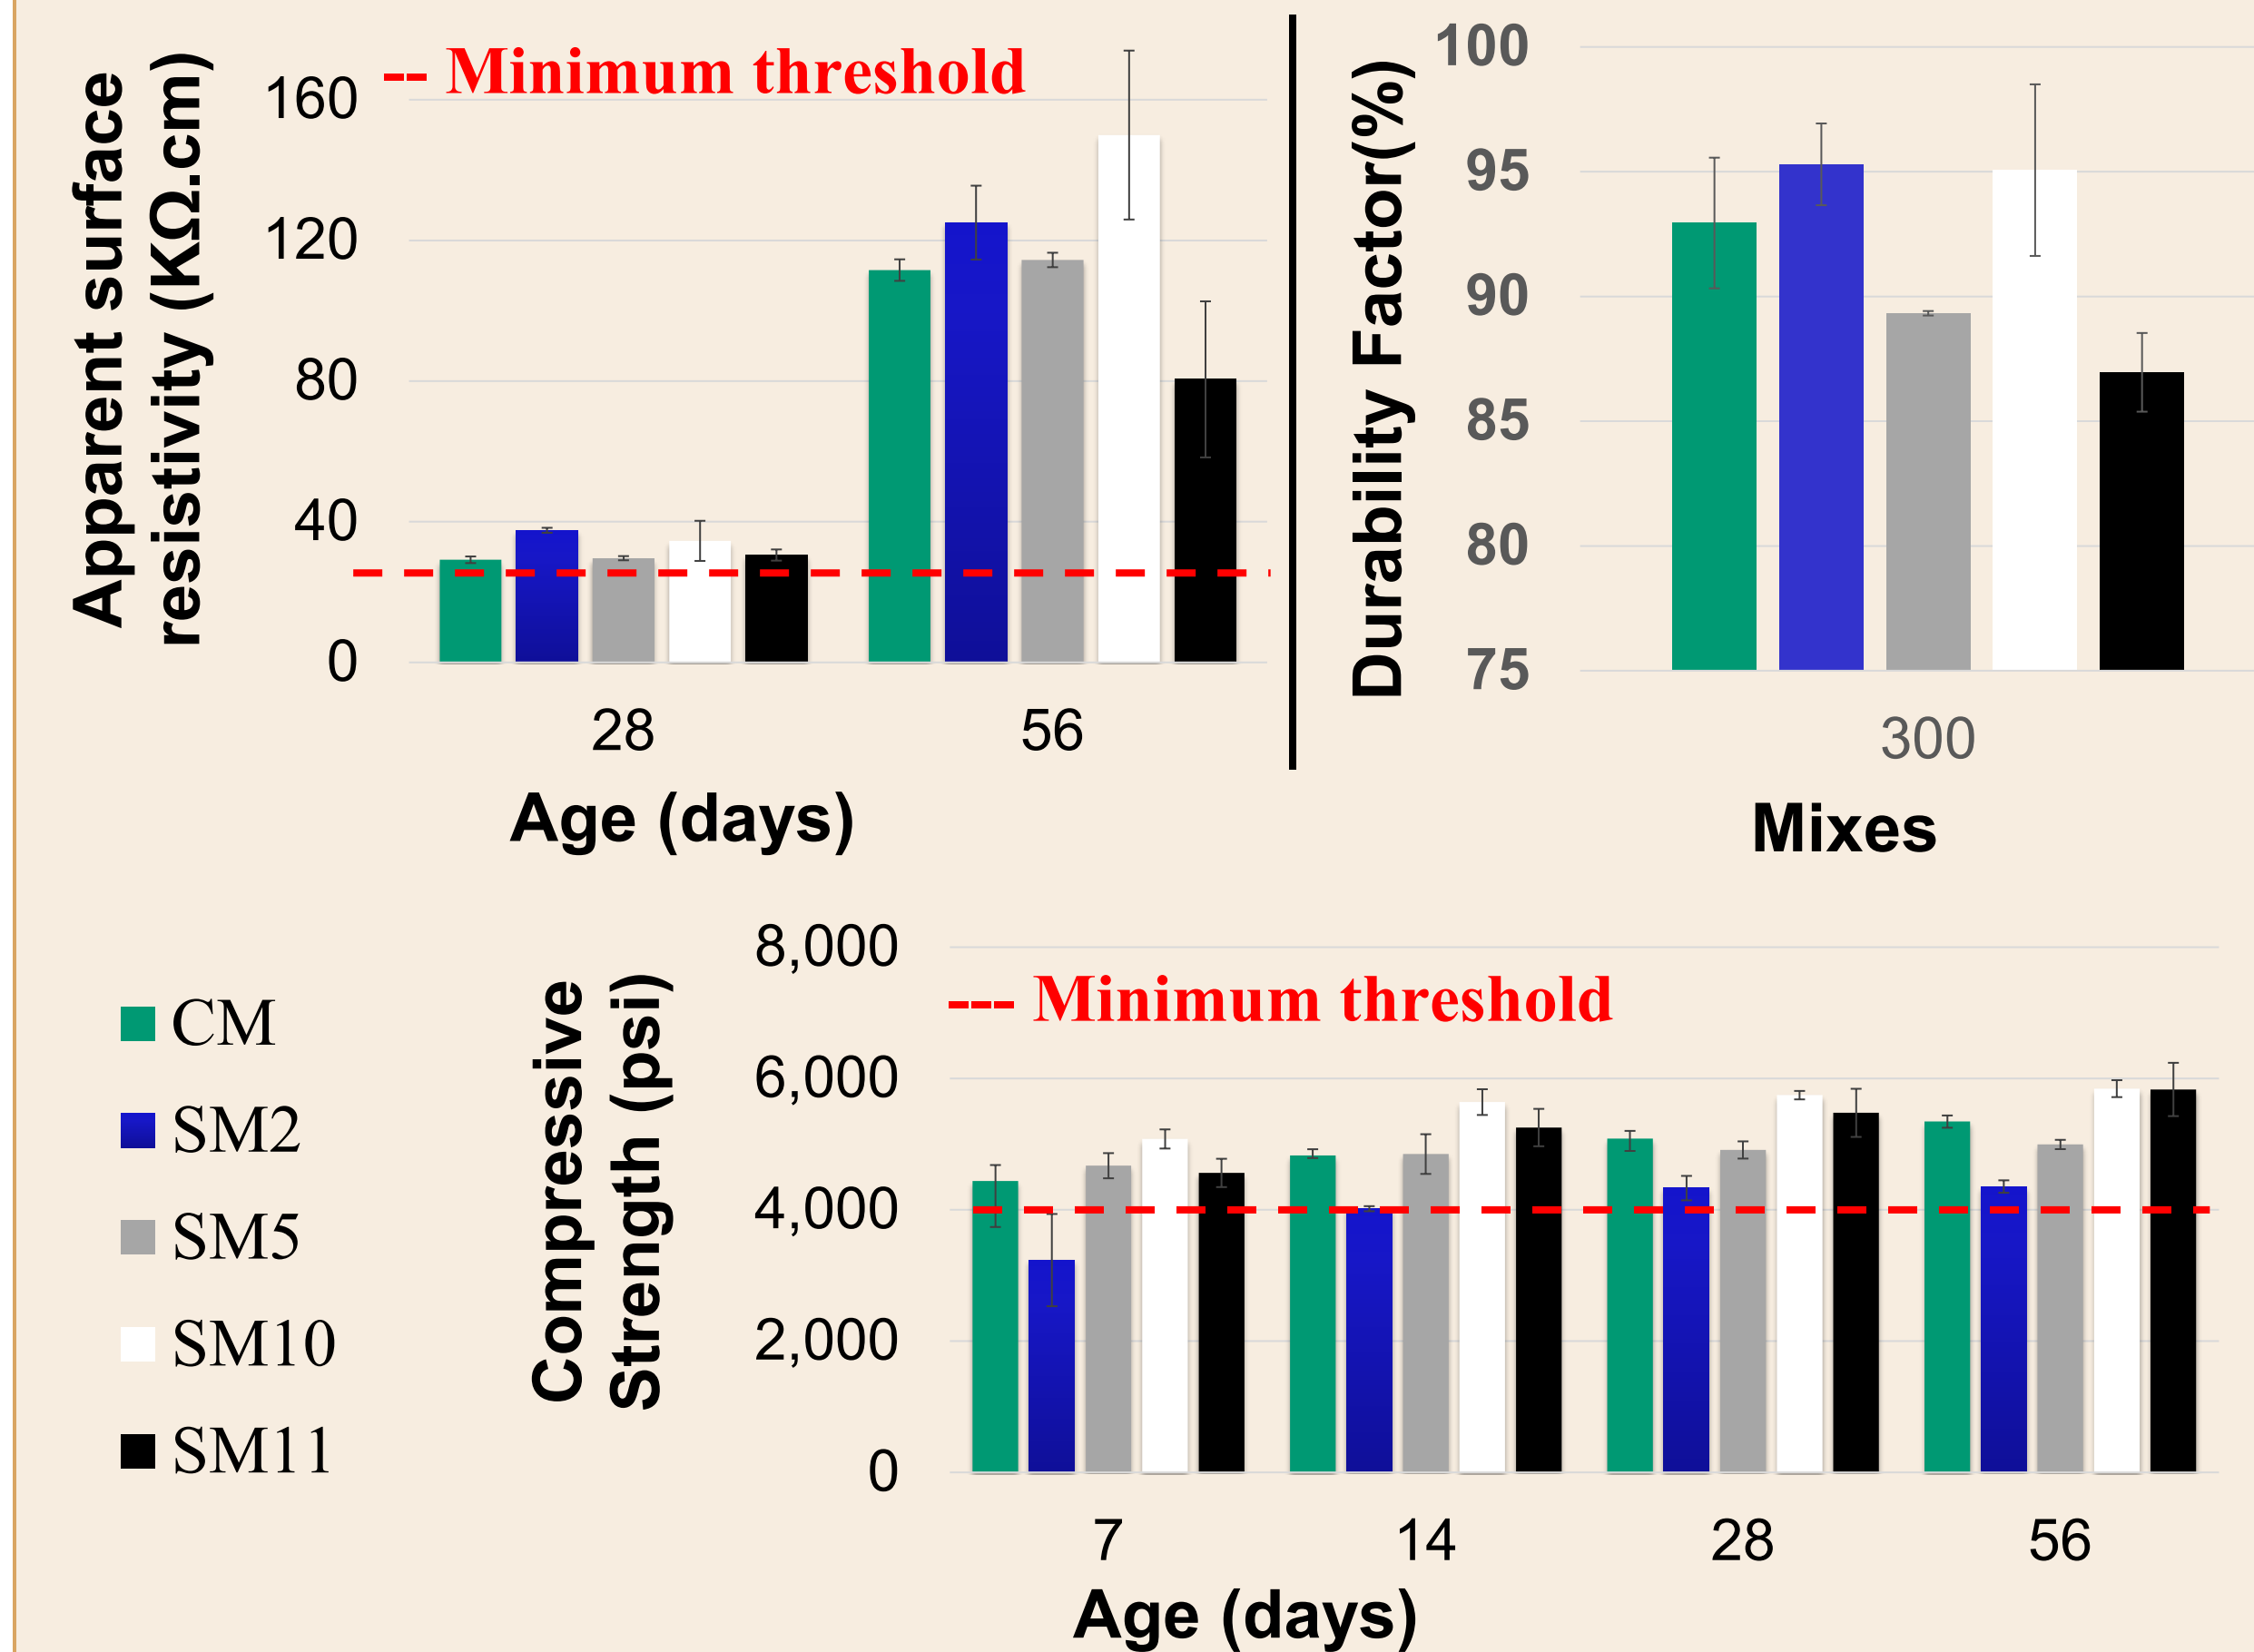 Apparent surface
resistivity (KΩ.cm)
-- Minimum threshold
160
120
80
40
0
28
56
Age (days)
Durability Factor(%)
100
95
90
85
80
75
300
Mixes
CM
SM2
SM5
SM10
SM11
Compressive
Strength (psi)
--- Minimum threshold
8,000
6,000
4,000
2,000
0
7
14
28
56
Age (days)